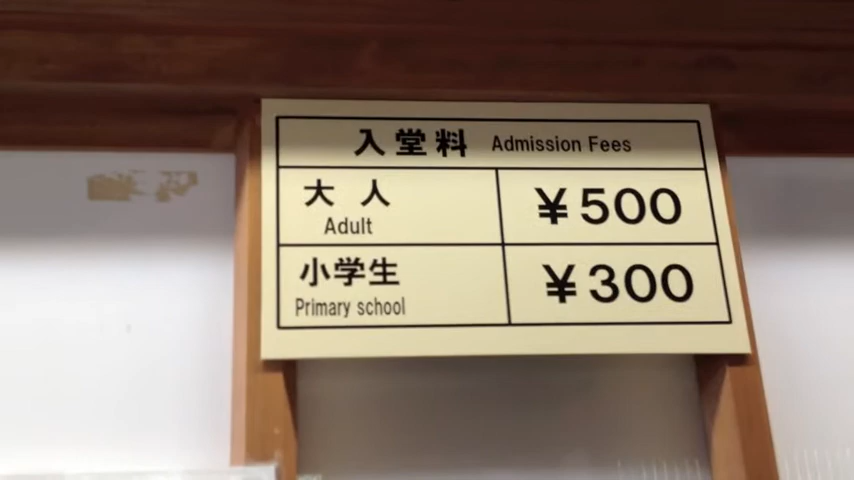 入堂料 Admission Fees
大人 ¥500
Adult
小学生 ¥300
Primary school